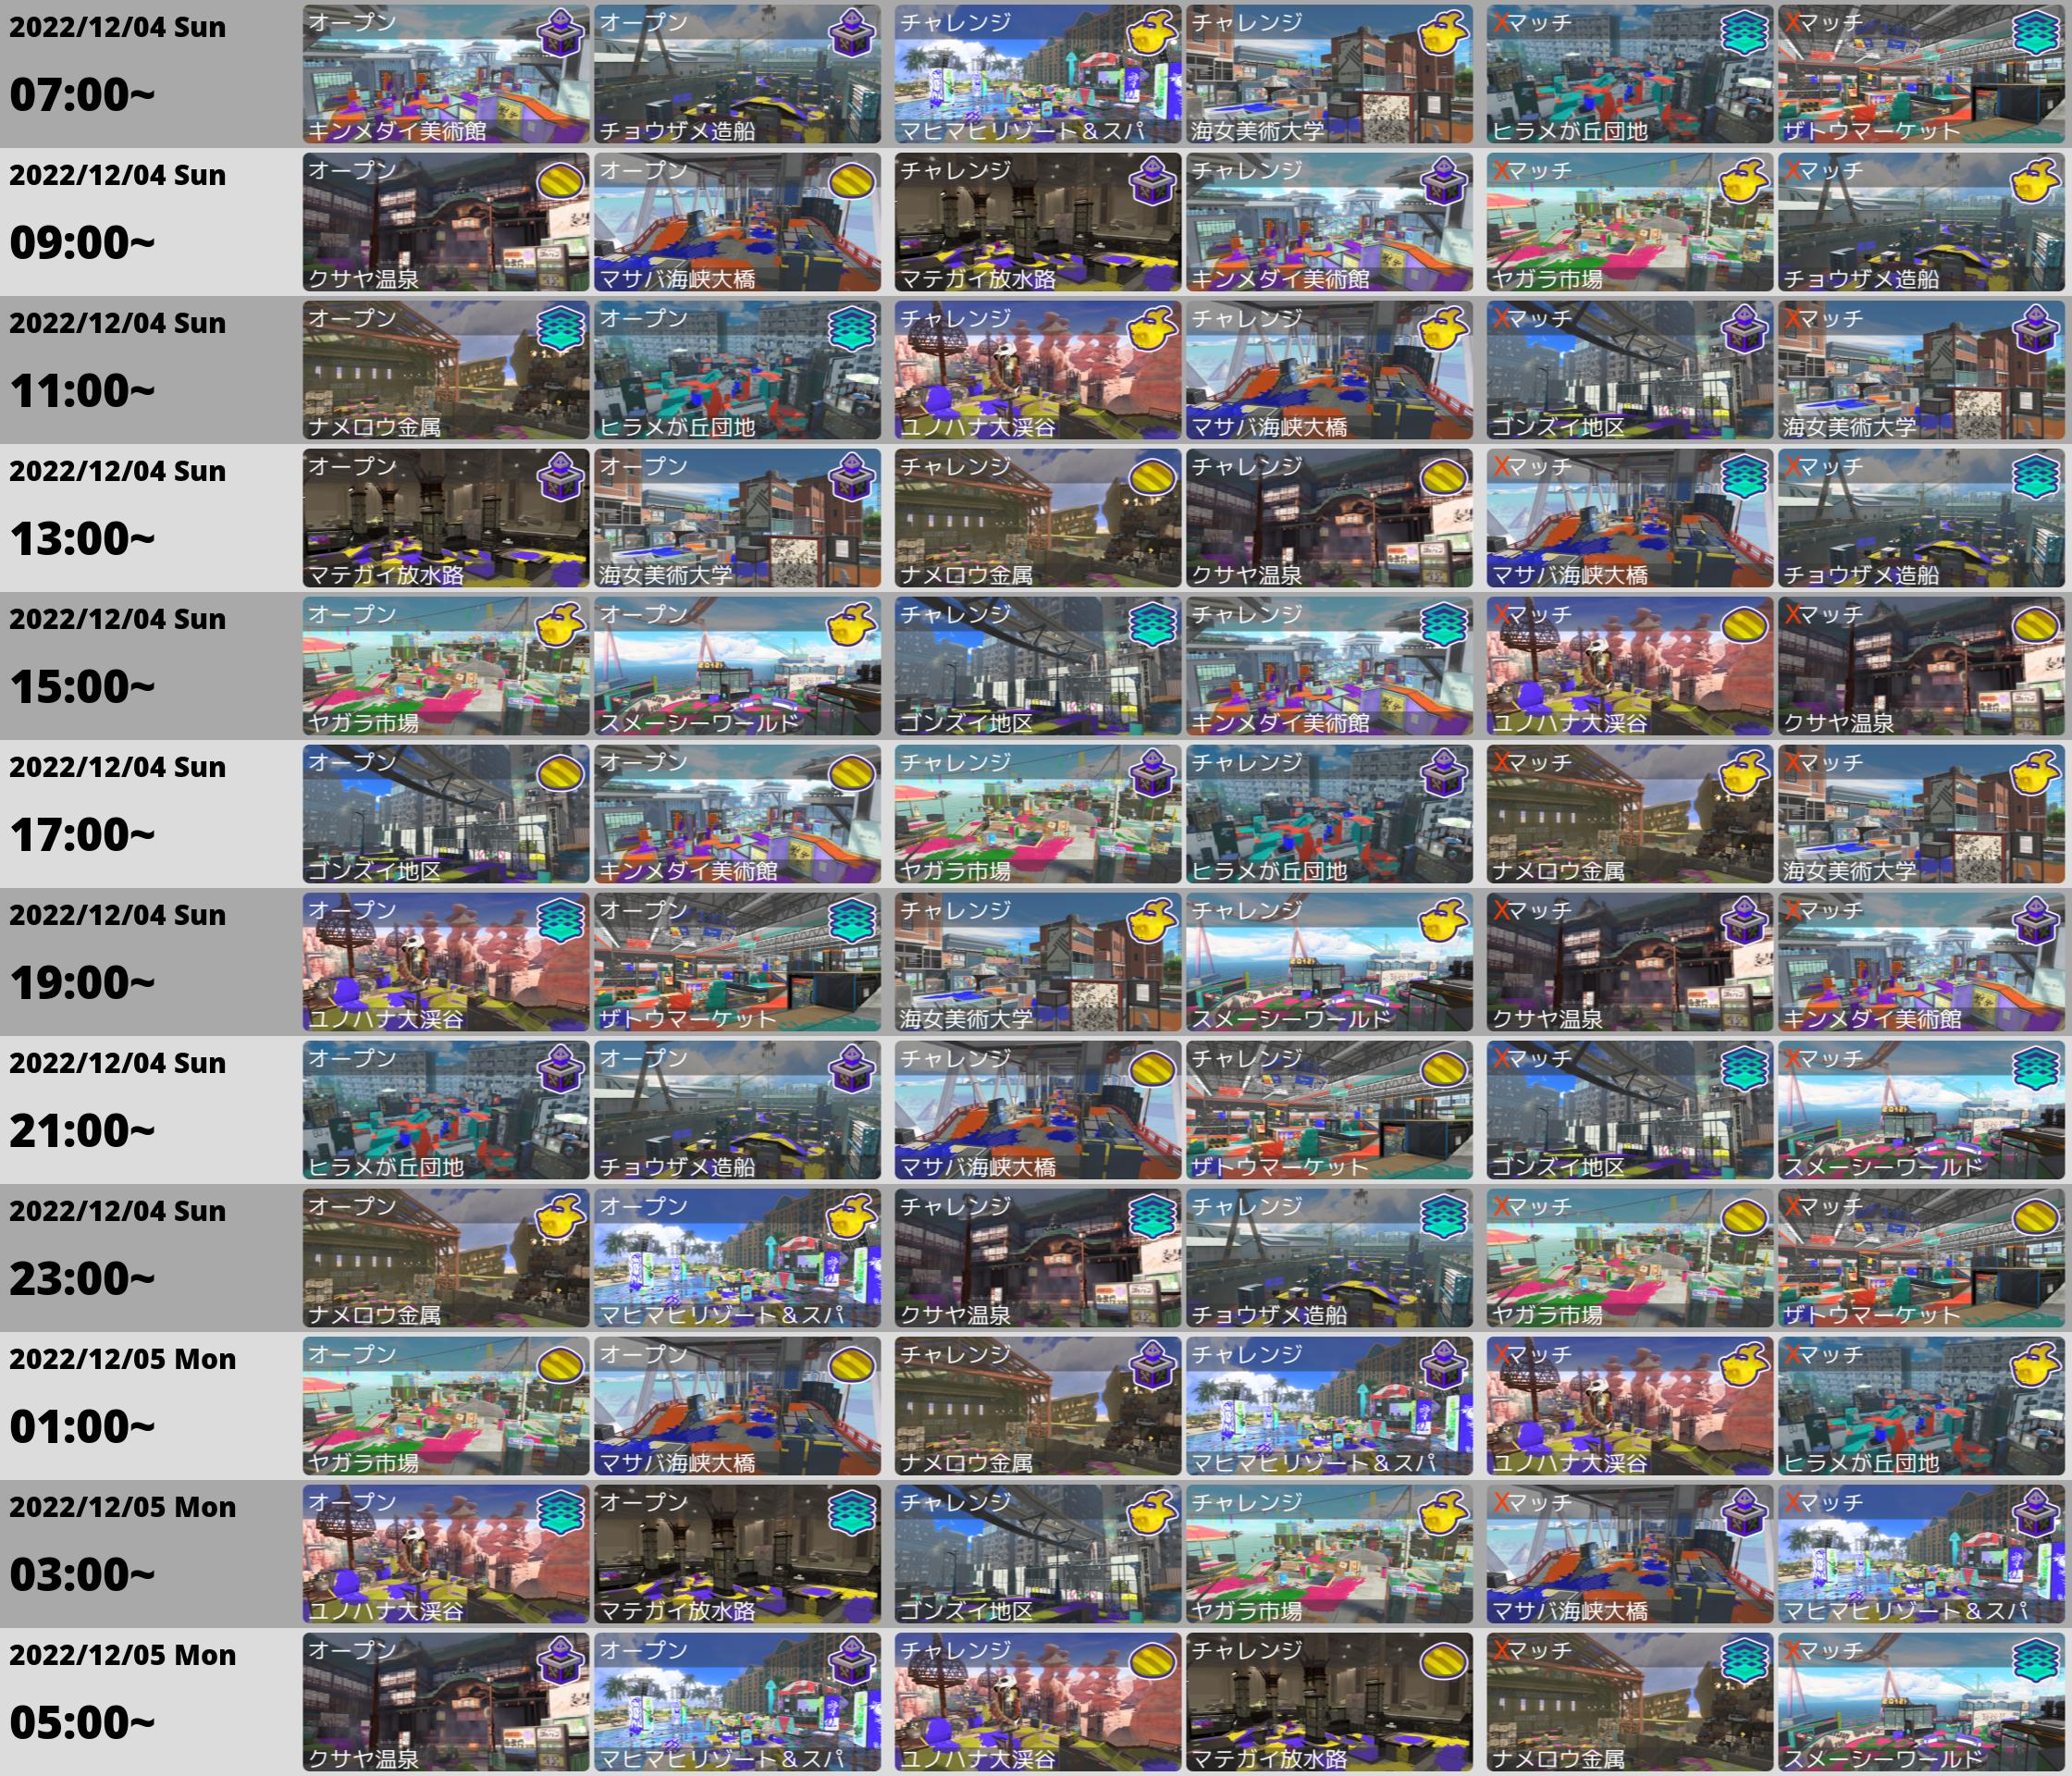 2022/12/04 Sun
07:00~
オープン
キンメダイ美術館
オープン
チョウザメ造船
チャレンジ
マヒマヒリゾート＆スパ
チャレンジ
海女美術大学
Xマッチ
ヒラメが丘団地
Xマッチ
ザトウマーケット
2022/12/04 Sun
09:00~
オープン
クサヤ温泉
オープン
マサバ海峡大橋
チャレンジ
マテガイ放水路
チャレンジ
キンメダイ美術館
Xマッチ
ヤガラ市場
Xマッチ
チョウザメ造船
2022/12/04 Sun
11:00~
オープン
ナメロウ金属
オープン
ヒラメが丘団地
チャレンジ
ユノハナ大渓谷
チャレンジ
マサバ海峡大橋
Xマッチ
ゴンズイ地区
Xマッチ
海女美術大学
2022/12/04 Sun
13:00~
オープン
マテガイ放水路
オープン
海女美術大学
チャレンジ
ナメロウ金属
チャレンジ
クサヤ温泉
Xマッチ
マサバ海峡大橋
Xマッチ
チョウザメ造船
2022/12/04 Sun
15:00~
オープン
ヤガラ市場
オープン
スメーシーワールド
チャレンジ
ゴンズイ地区
チャレンジ
キンメダイ美術館
Xマッチ
ユノハナ大渓谷
Xマッチ
クサヤ温泉
2022/12/04 Sun
17:00~
オープン
ゴンズイ地区
オープン
キンメダイ美術館
チャレンジ
ヤガラ市場
チャレンジ
ヒラメが丘団地
Xマッチ
ナメロウ金属
Xマッチ
海女美術大学
2022/12/04 Sun
19:00~
オープン
ユノハナ大渓谷
オープン
ザトウマーケット
チャレンジ
海女美術大学
チャレンジ
スメーシーワールド
Xマッチ
クサヤ温泉
Xマッチ
キンメダイ美術館
2022/12/04 Sun
21:00~
オープン
ヒラメが丘団地
オープン
チョウザメ造船
チャレンジ
マサバ海峡大橋
チャレンジ
ザトウマーケット
Xマッチ
ゴンズイ地区
Xマッチ
スメーシーワールド
2022/12/04 Sun
23:00~
オープン
ナメロウ金属
オープン
マヒマヒリゾート＆スパ
チャレンジ
クサヤ温泉
チャレンジ
チョウザメ造船
Xマッチ
ヤガラ市場
Xマッチ
ザトウマーケット
2022/12/05 Mon
01:00~
オープン
ヤガラ市場
オープン
マサバ海峡大橋
チャレンジ
ナメロウ金属
チャレンジ
マヒマヒリゾート＆スパ
Xマッチ
ユノハナ大渓谷
Xマッチ
ヒラメが丘団地
2022/12/05 Mon
03:00~
オープン
ユノハナ大渓谷
オープン
マテガイ放水路
チャレンジ
ゴンズイ地区
チャレンジ
ヤガラ市場
Xマッチ
マサバ海峡大橋
Xマッチ
マヒマヒリゾート＆スパ
2022/12/05 Mon
05:00~
オープン
クサヤ温泉
オープン
マヒマヒリゾート＆スパ
チャレンジ
ユノハナ大渓谷
チャレンジ
マテガイ放水路
Xマッチ
ナメロウ金属
Xマッチ
スメーシーワールド